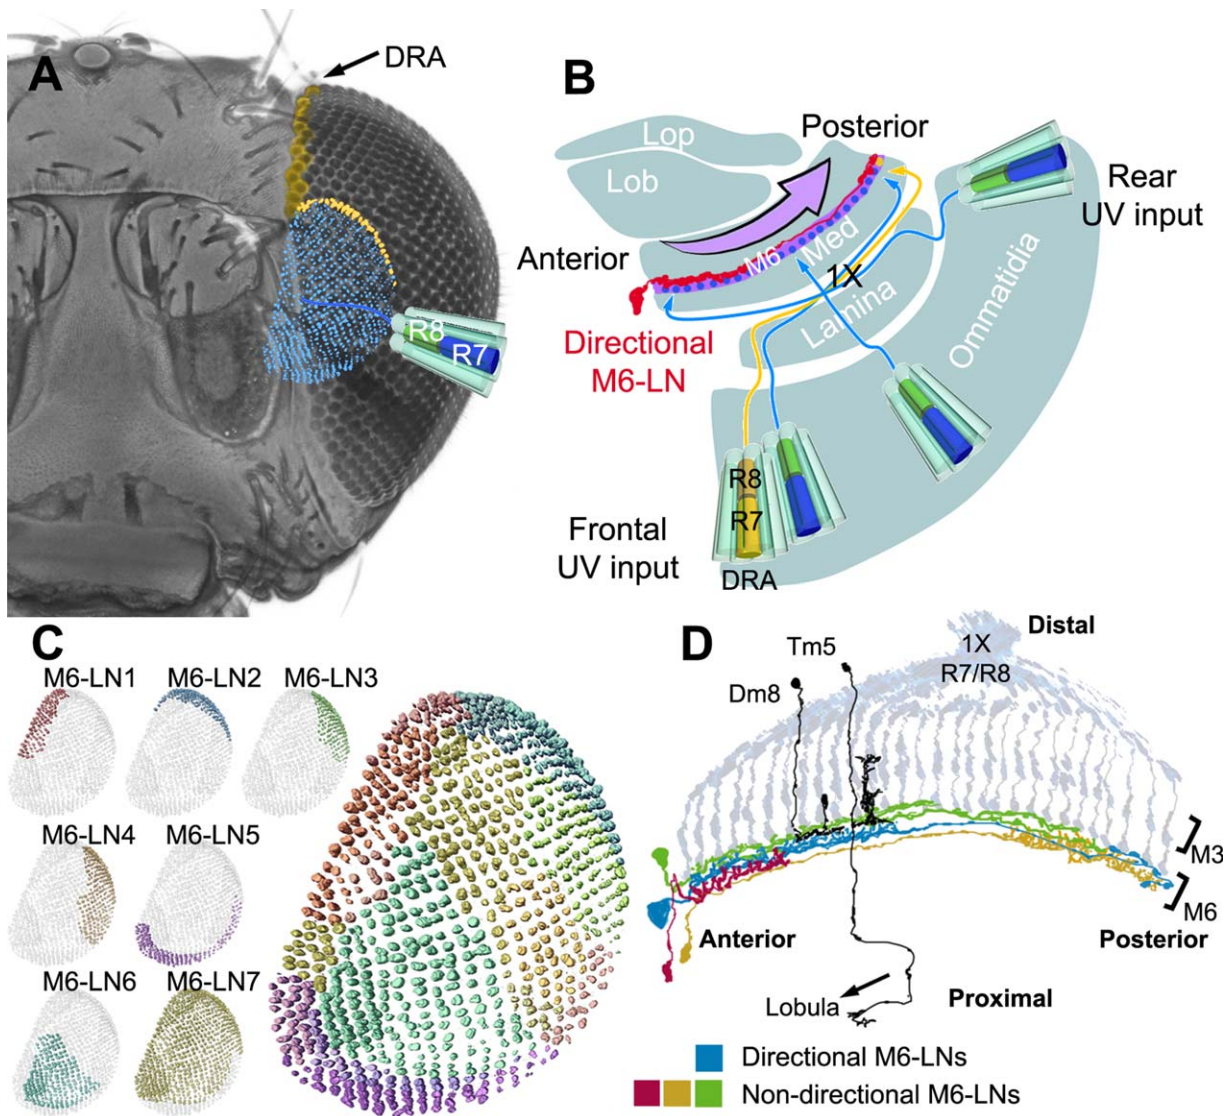 A
DRA
R8
R7
B
Lop
Lob
Posterior
Rear
UV input
Anterior
M6
Med
1X
Lamina
Ommatidia
Directional
M6-LN
R8
R7
Frontal
UV input
DRA
C
M6-LN1
M6-LN2
M6-LN3
M6-LN4
M6-LN5
M6-LN6
M6-LN7
D
Distal
1X
R7/R8
Tm5
Dm8
M3
M6
Anterior
Posterior
Lobula
Proximal
Directional M6-LNs
Non-directional M6-LNs